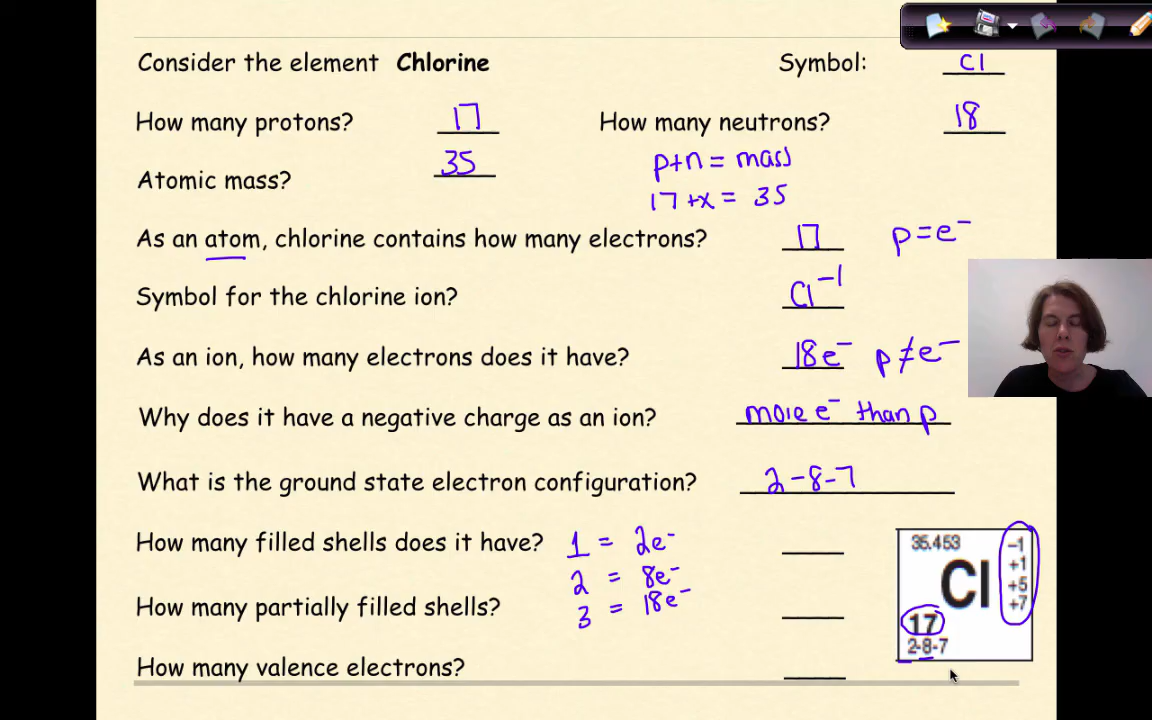 Consider the element Chlorine Symbol: Cl
How many protons? 17 How many neutrons? 18
p+n = mass
Atomic mass? 35
17 + x = 35
As an atom, chlorine contains how many electrons? 17 p = e⁻
Symbol for the chlorine ion? Cl⁻¹
As an ion, how many electrons does it have? 18e⁻ p ≠ e⁻
Why does it have a negative charge as an ion? more e⁻ than p
What is the ground state electron configuration? 2-8-7
How many filled shells does it have? 1 = 2e⁻
2 = 8e⁻
How many partially filled shells? 3 = 18e⁻
How many valence electrons?
35.453 -1
Cl +1
+5
+7
17
2-8-7